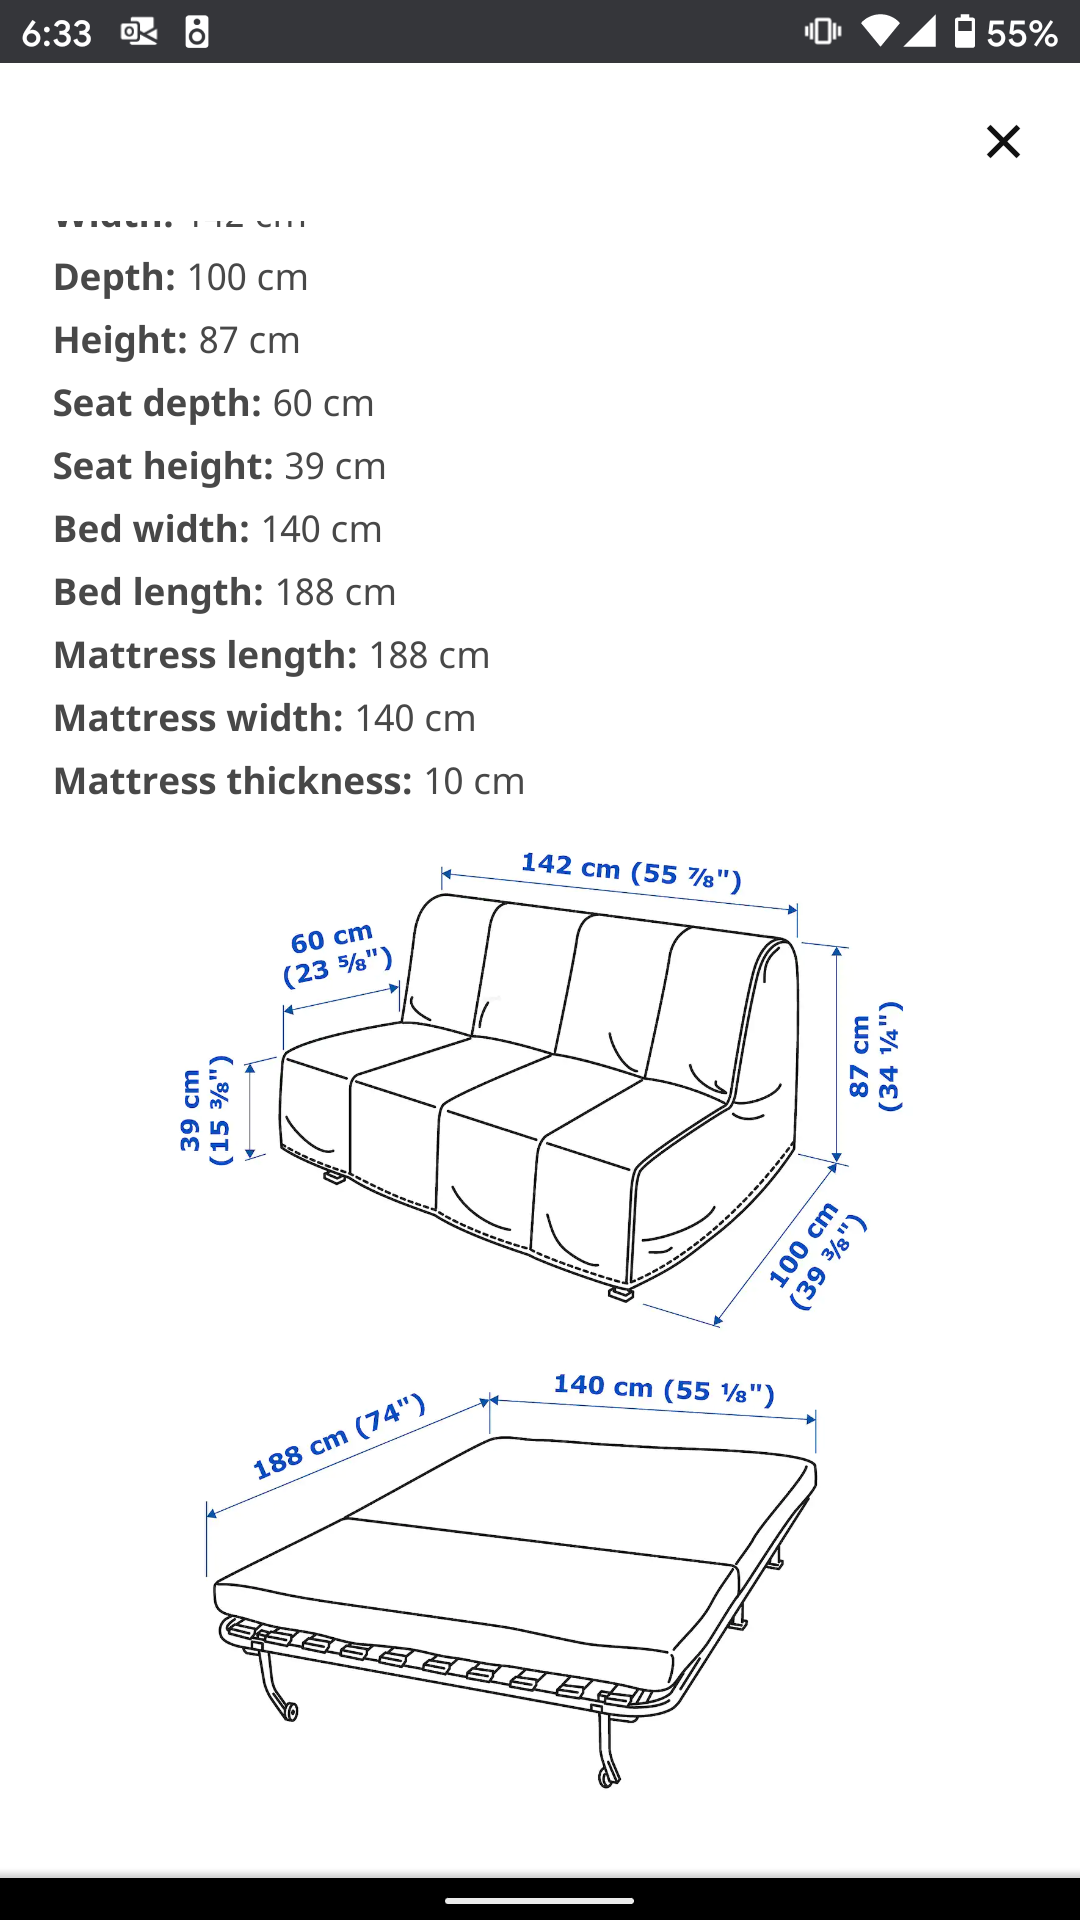 6:33
55%
Width: 142 cm
Depth: 100 cm
Height: 87 cm
Seat depth: 60 cm
Seat height: 39 cm
Bed width: 140 cm
Bed length: 188 cm
Mattress length: 188 cm
Mattress width: 140 cm
Mattress thickness: 10 cm
142 cm (55 ⅞")
60 cm
(23 ⅝")
39 cm
(15 ⅜")
87 cm
(34 ¼")
100 cm
(39 ⅜")
188 cm (74")
140 cm (55 ⅛")